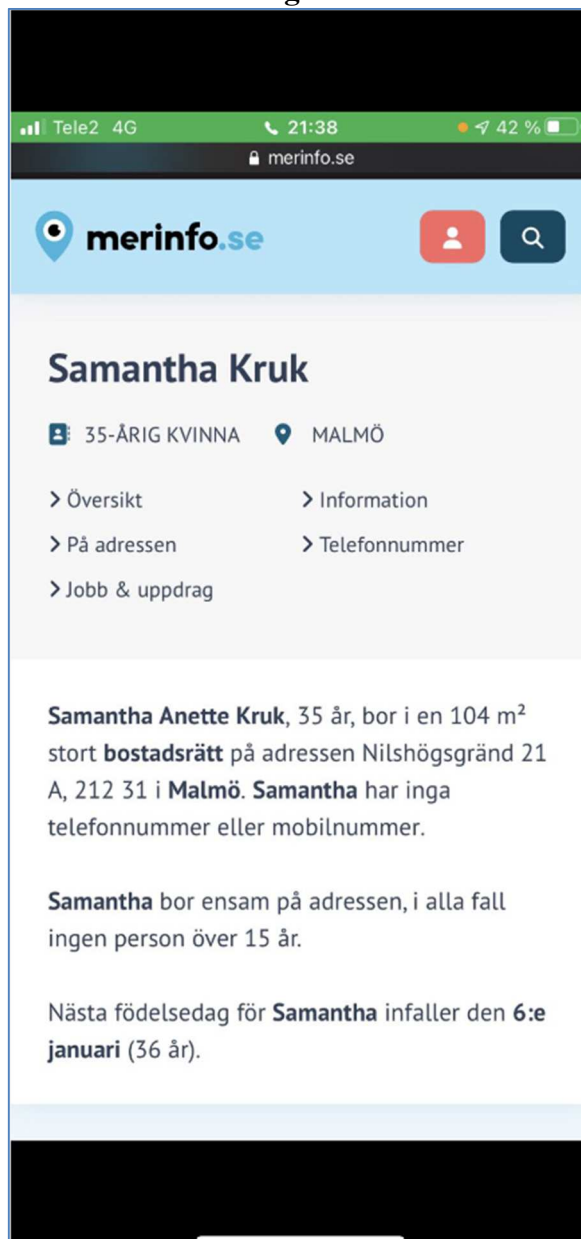 Tele2 4G 21:38 42 %
merinfo.se
merinfo.se
Samantha Kruk
35-ÅRIG KVINNA MALMÖ
Översikt Information
På adressen Telefonnummer
Jobb & uppdrag
Samantha Anette Kruk, 35 år, bor i en 104 m²
stort bostadsrätt på adressen Nilshögsgränd 21
A, 212 31 i Malmö. Samantha har inga
telefonnummer eller mobilnummer.
Samantha bor ensam på adressen, i alla fall
ingen person över 15 år.
Nästa födelsedag för Samantha infaller den 6:e
januari (36 år).